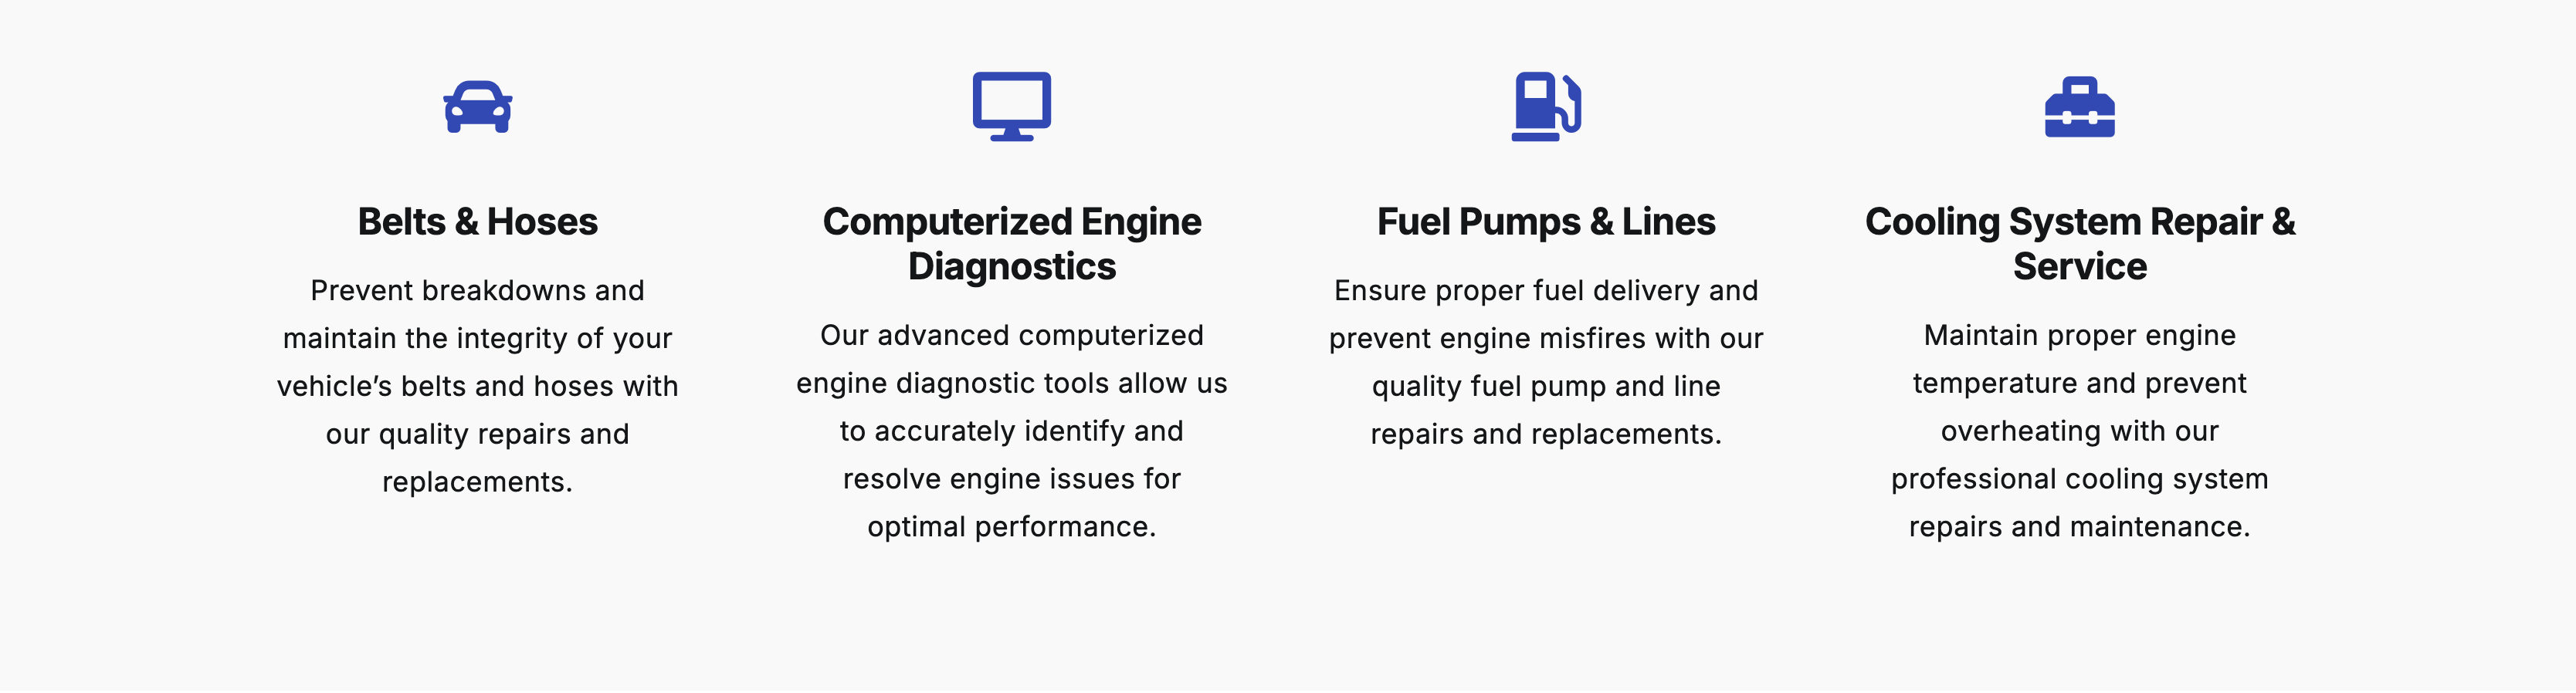 Belts & Hoses
Prevent breakdowns and
maintain the integrity of your
vehicle’s belts and hoses with
our quality repairs and
replacements.
Computerized Engine
Diagnostics
Our advanced computerized
engine diagnostic tools allow us
to accurately identify and
resolve engine issues for
optimal performance.
Fuel Pumps & Lines
Ensure proper fuel delivery and
prevent engine misfires with our
quality fuel pump and line
repairs and replacements.
Cooling System Repair &
Service
Maintain proper engine
temperature and prevent
overheating with our
professional cooling system
repairs and maintenance.